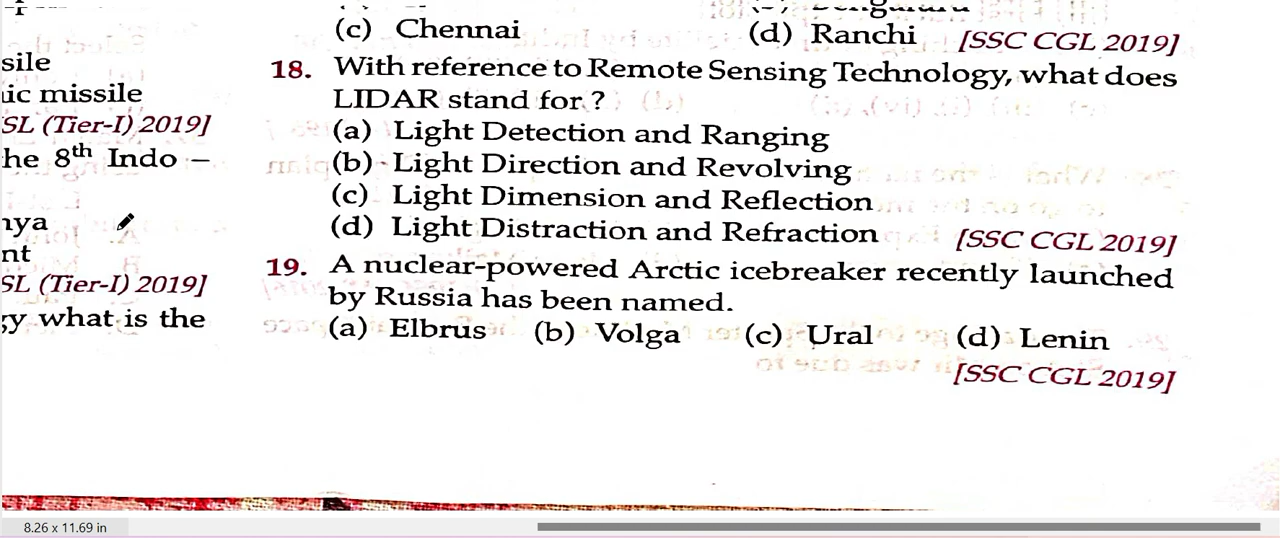 (c) Chennai (d) Ranchi [SSC CGL 2019]
sile
ic missile
SL (Tier-I) 2019]
he 8th Indo –
nya
nt
SL (Tier-I) 2019]
gy what is the
18. With reference to Remote Sensing Technology, what does
LIDAR stand for ?
(a) Light Detection and Ranging
(b) Light Direction and Revolving
(c) Light Dimension and Reflection
(d) Light Distraction and Refraction [SSC CGL 2019]
19. A nuclear-powered Arctic icebreaker recently launched
by Russia has been named.
(a) Elbrus (b) Volga (c) Ural (d) Lenin
[SSC CGL 2019]
8.26 x 11.69 in